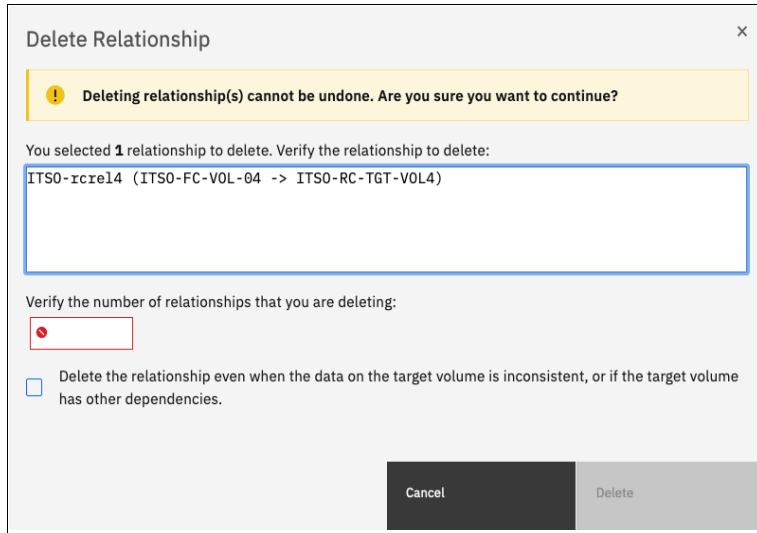 Delete Relationship
Deleting relationship(s) cannot be undone. Are you sure you want to continue?
You selected 1 relationship to delete. Verify the relationship to delete:
ITSO-rcrel4 (ITSO-FC-VOL-04 -> ITSO-RC-TGT-VOL4)
Verify the number of relationships that you are deleting:
Delete the relationship even when the data on the target volume is inconsistent, or if the target volume
has other dependencies.
Cancel
Delete